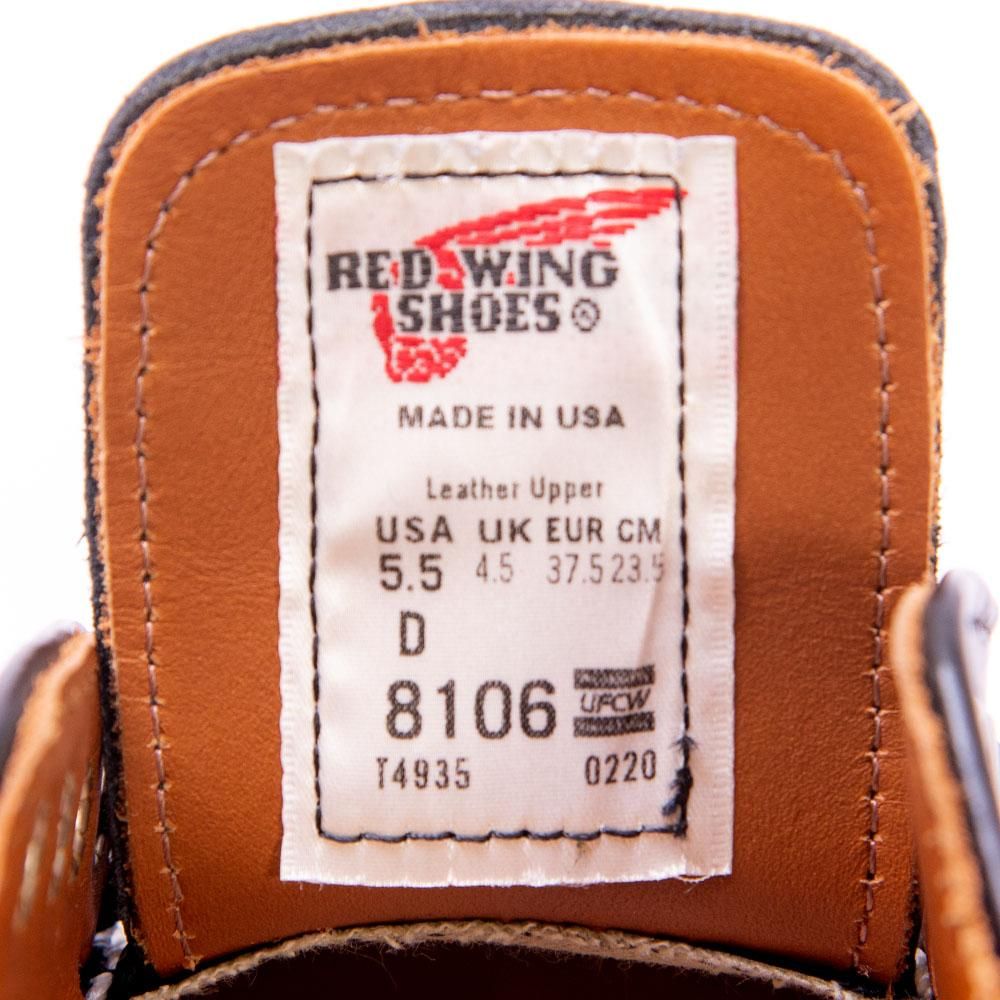 RED WING
SHOES ®
MADE IN USA
Leather Upper
USA UK EUR CM
5.5 4.5 37.5 23.5
D
8106 UFCW
T4935 0220